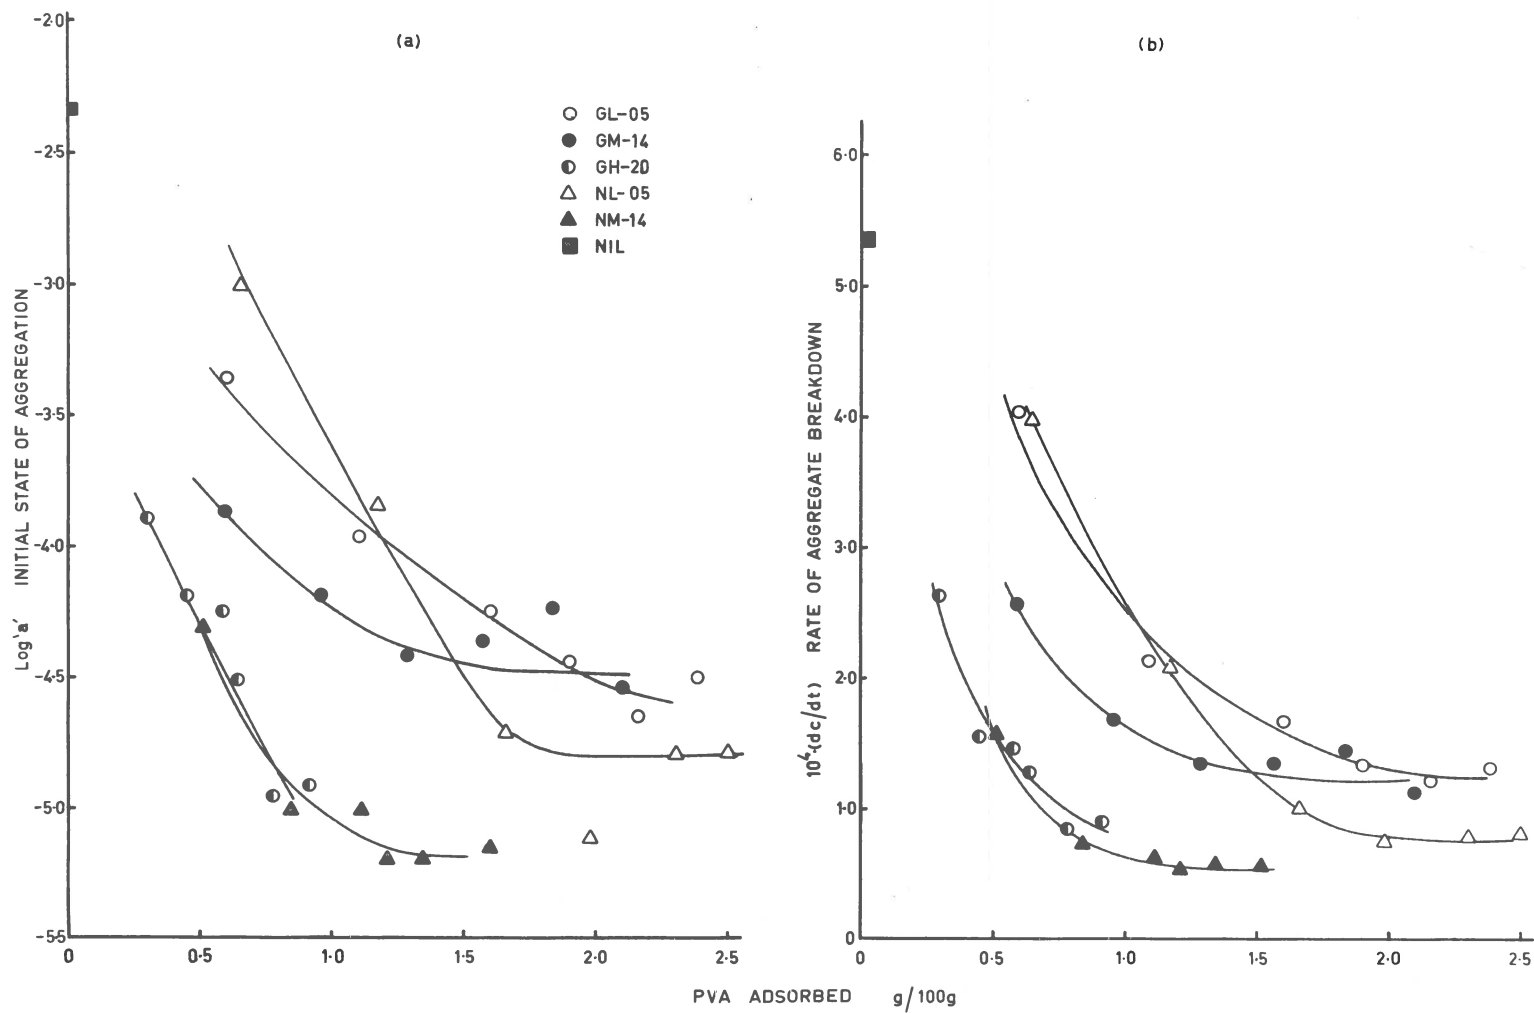 (a)
GL-05
GM-14
GH-20
NL-05
NM-14
NIL
-2·0
-2·5
-3·0
-3·5
-4·0
-4·5
-5·0
-5·5
0
0·5
1·0
1·5
2·0
2·5
Log 'a' INITIAL STATE OF AGGREGATION
(b)
6·0
5·0
4·0
3·0
2·0
1·0
0
0
0·5
1·0
1·5
2·0
2·5
10⁴·(dc/dt) RATE OF AGGREGATE BREAKDOWN
PVA ADSORBED g/100g